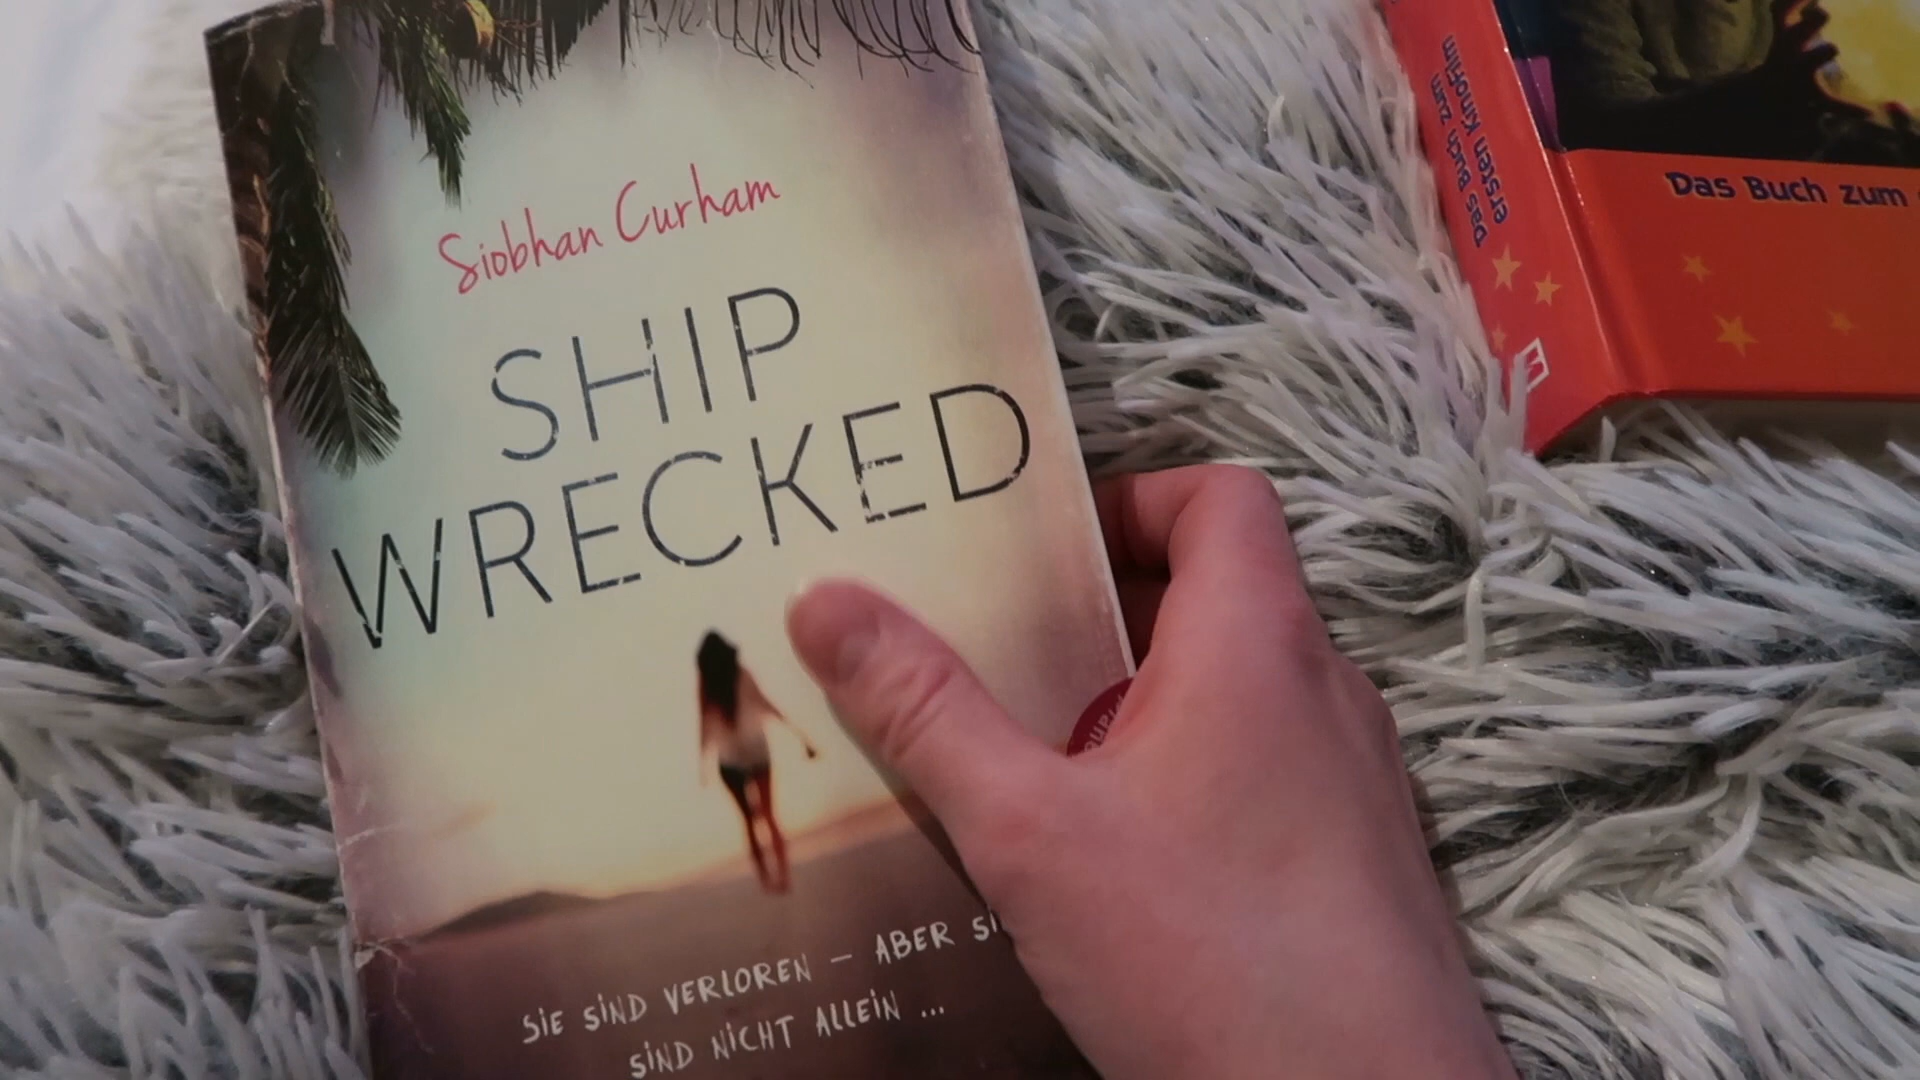 Siobhan Curham
SHIP
WRECKED
SIE SIND VERLOREN – ABER
SIND NICHT ALLEIN ...
Das Buch zum
ersten Kinofilm
Das Buch zum